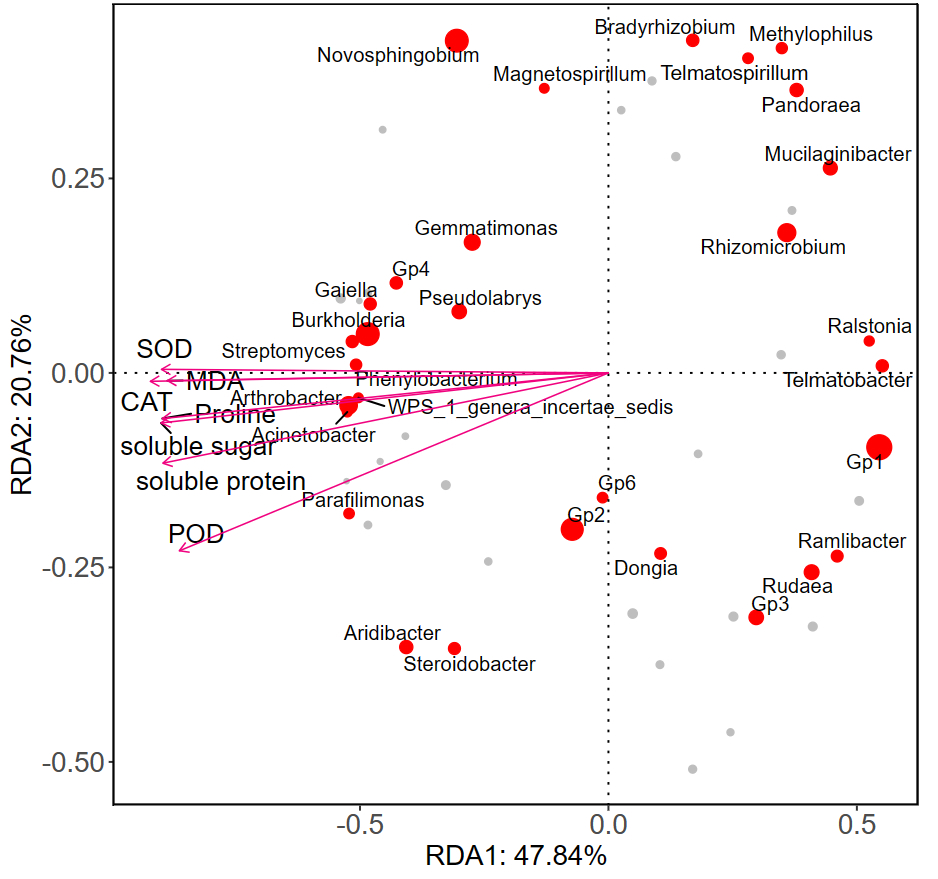 Bradyrhizobium
Methylophilus
Novosphingobium
Magnetospirillum
Telmatospirillum
Pandoraea
Mucilaginibacter
0.25
Gemmatimonas
Rhizomicrobium
Gp4
Gaiella
Pseudolabrys
Burkholderia
Ralstonia
SOD
Streptomyces
0.00
MDA
Phenylobacterium
Telmatobacter
CAT
Arthrobacter
Proline
WPS_1_genera_incertae_sedis
Acinetobacter
soluble sugar
Gp1
soluble protein
Gp6
Parafilimonas
Gp2
POD
Ramlibacter
-0.25
Dongia
Rudaea
Gp3
Aridibacter
Steroidobacter
-0.50
-0.5
0.0
0.5
RDA1: 47.84%
RDA2: 20.76%